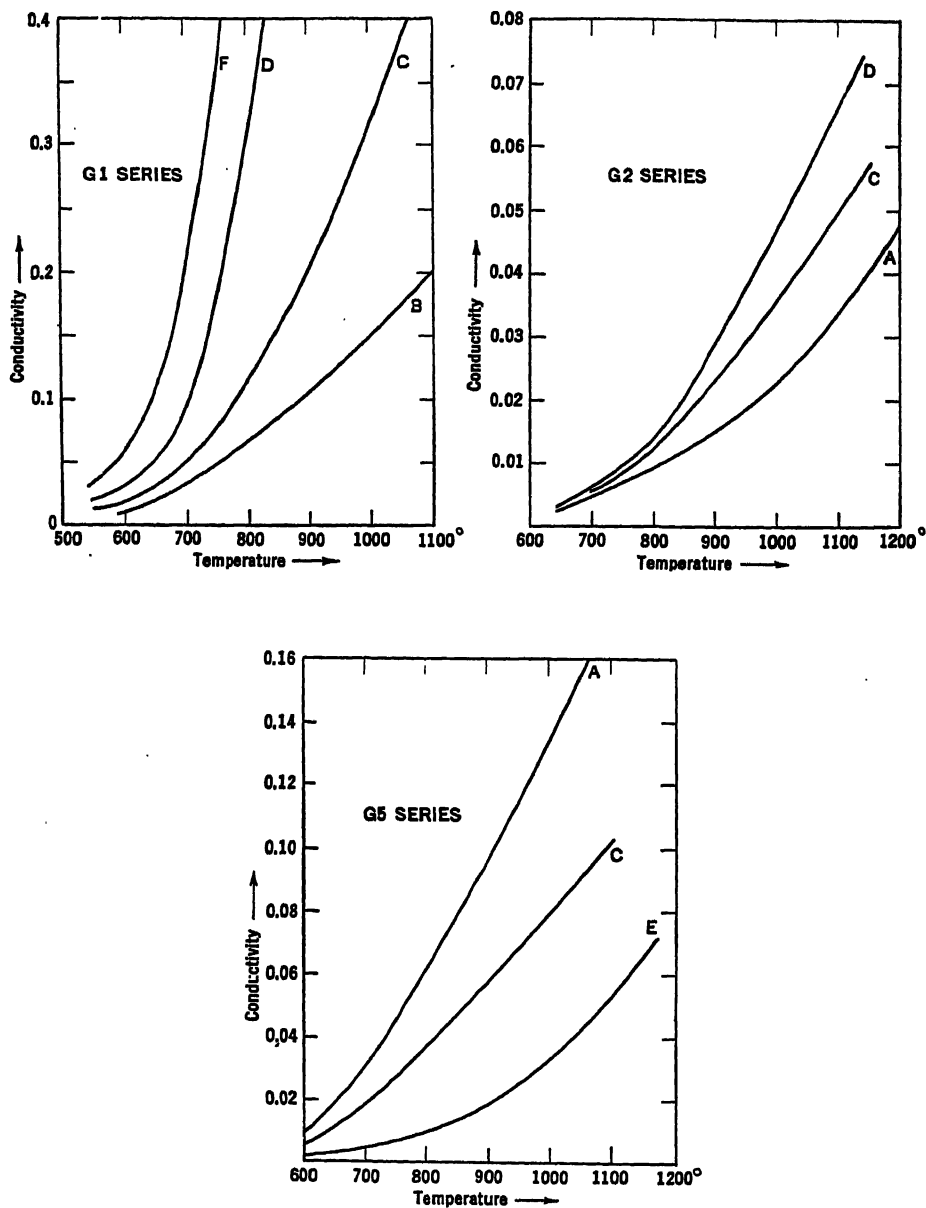 0.4
0.3
0.2
0.1
0
Conductivity
G1 SERIES
F
D
C
B
500 600 700 800 900 1000 1100°
Temperature
0.08
0.07
0.06
0.05
0.04
0.03
0.02
0.01
Conductivity
G2 SERIES
D
C
A
600 700 800 900 1000 1100 1200°
Temperature
0.16
0.14
0.12
0.10
0.08
0.06
0.04
0.02
Conductivity
G5 SERIES
A
C
E
600 700 800 900 1000 1100 1200°
Temperature